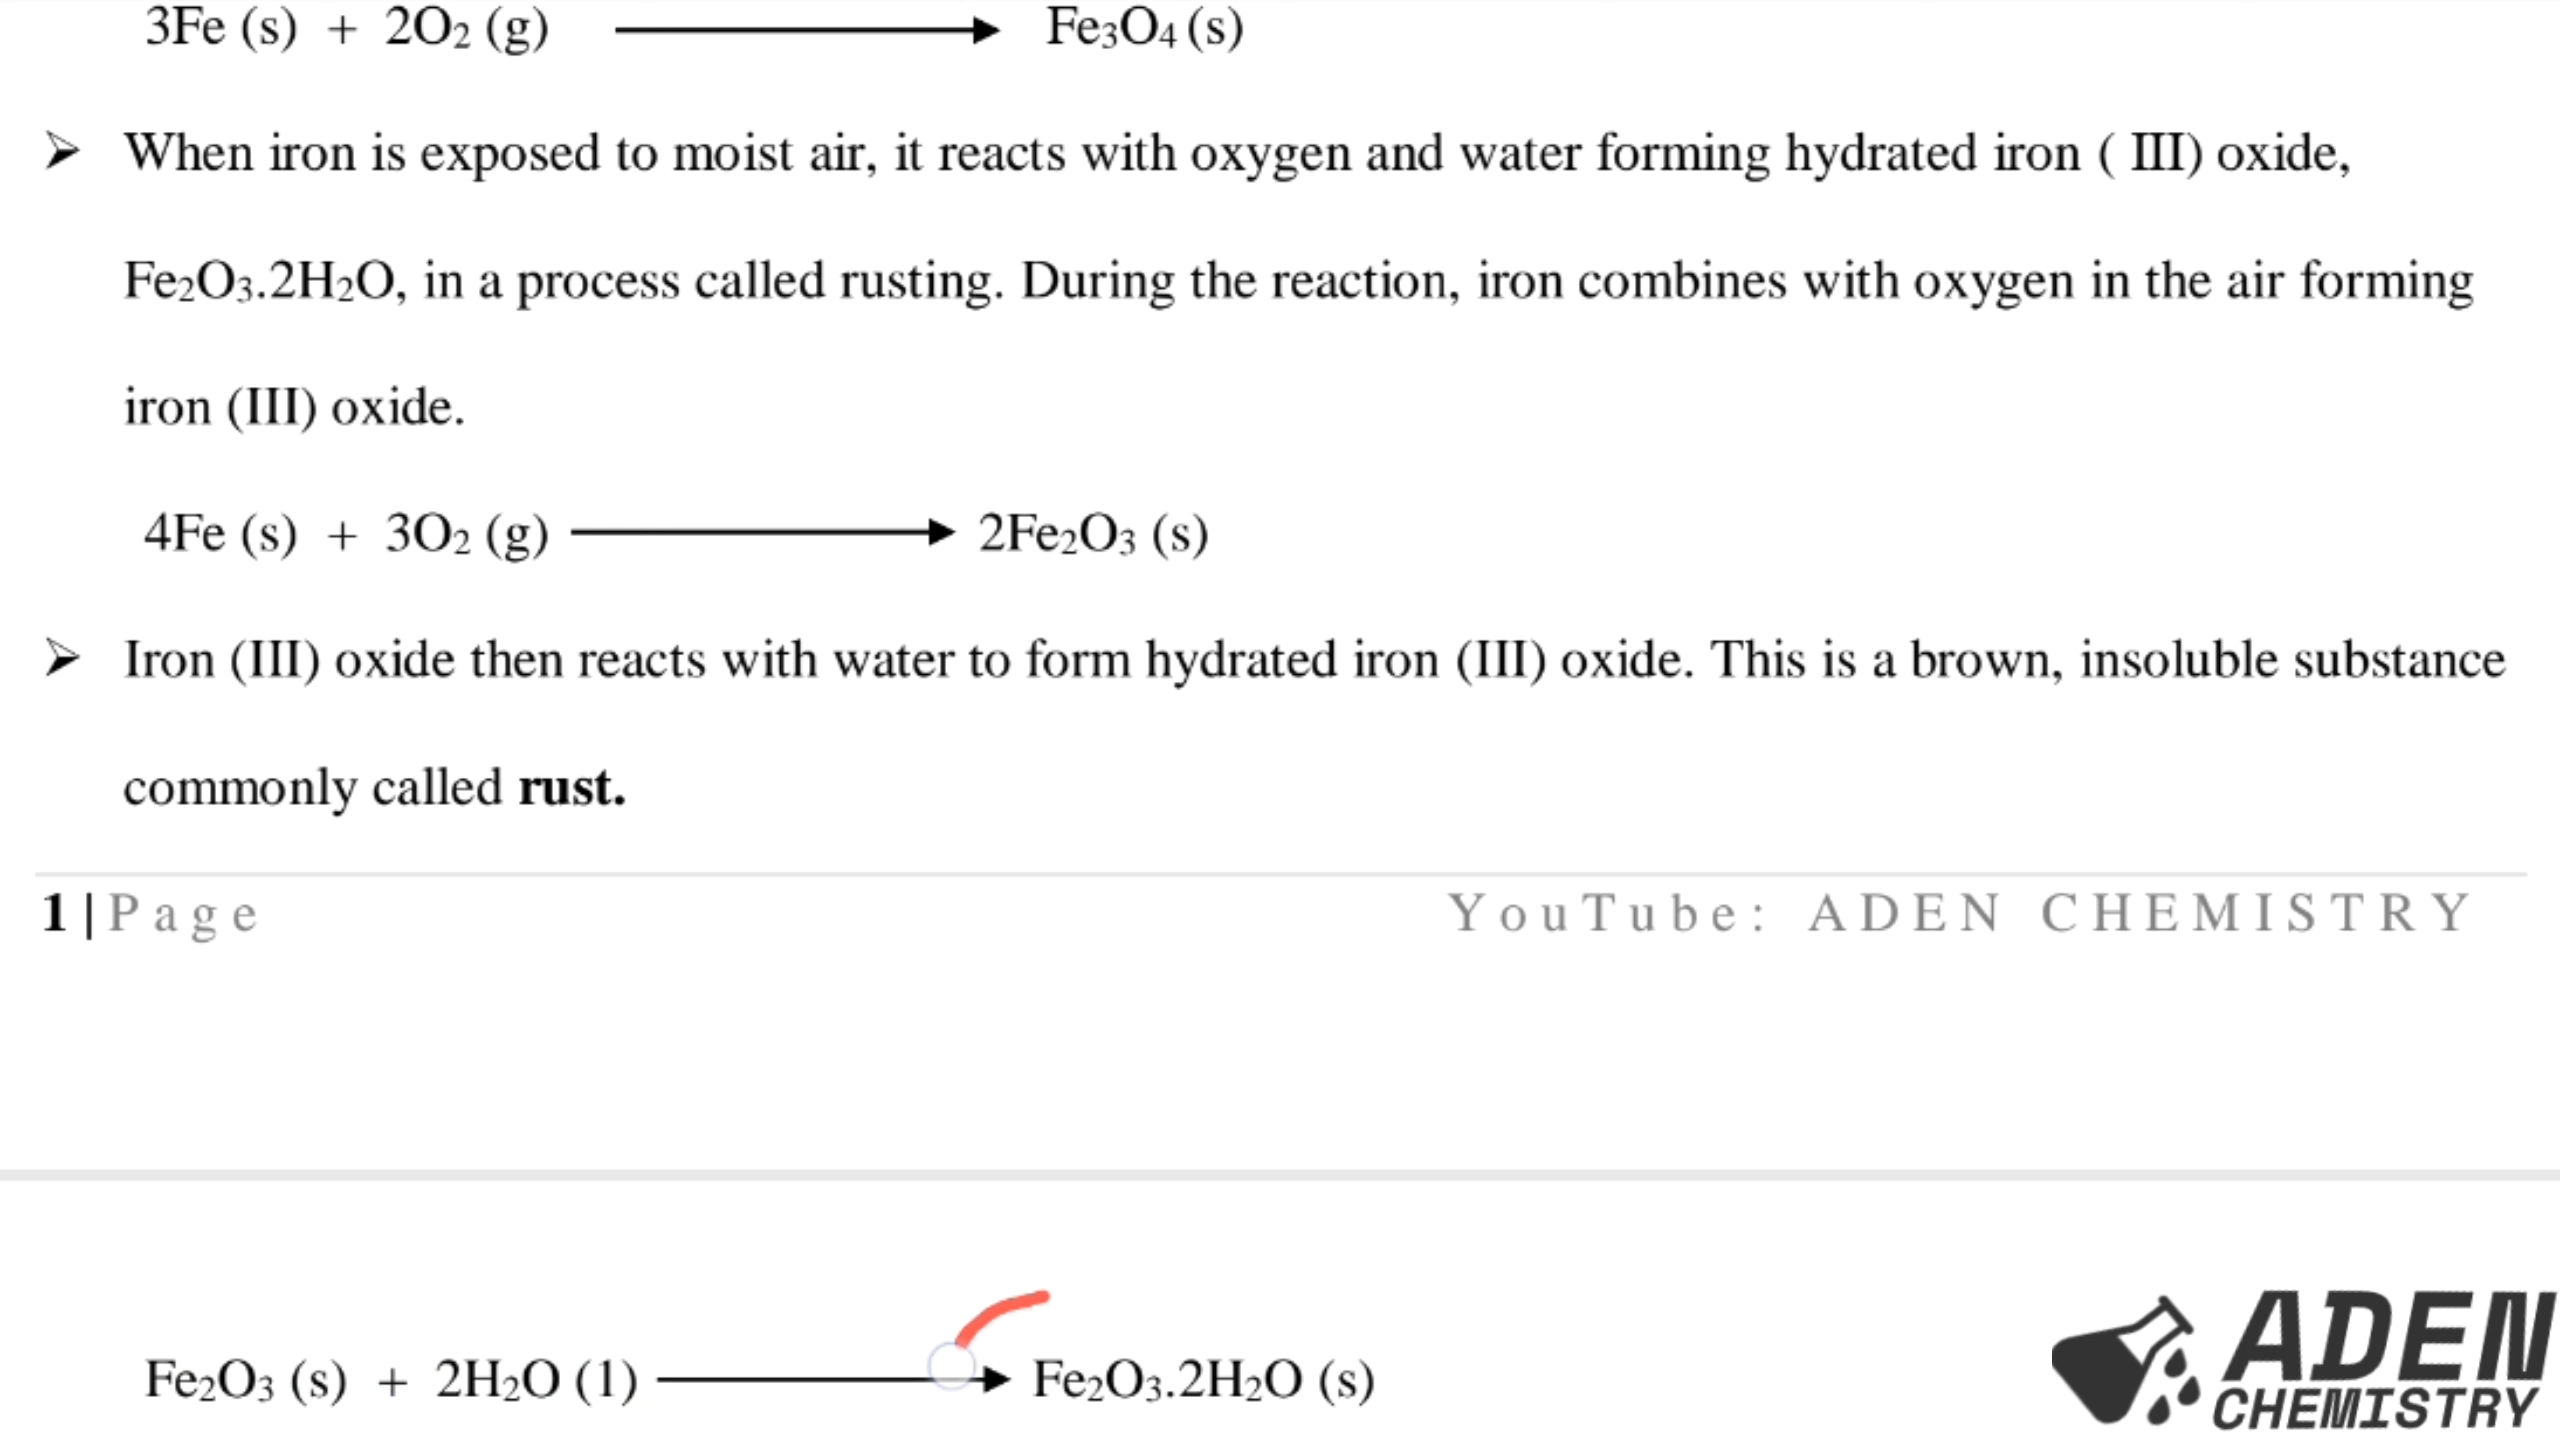 3Fe (s) + 2O₂ (g) ⟶ Fe₃O₄ (s)
➢ When iron is exposed to moist air, it reacts with oxygen and water forming hydrated iron ( III) oxide,
Fe₂O₃.2H₂O, in a process called rusting. During the reaction, iron combines with oxygen in the air forming
iron (III) oxide.
4Fe (s) + 3O₂ (g) ⟶ 2Fe₂O₃ (s)
➢ Iron (III) oxide then reacts with water to form hydrated iron (III) oxide. This is a brown, insoluble substance
commonly called rust.
1 | Page YouTube: ADEN CHEMISTRY
Fe₂O₃ (s) + 2H₂O (1) ⟶ Fe₂O₃.2H₂O (s)
ADEN
CHEMISTRY